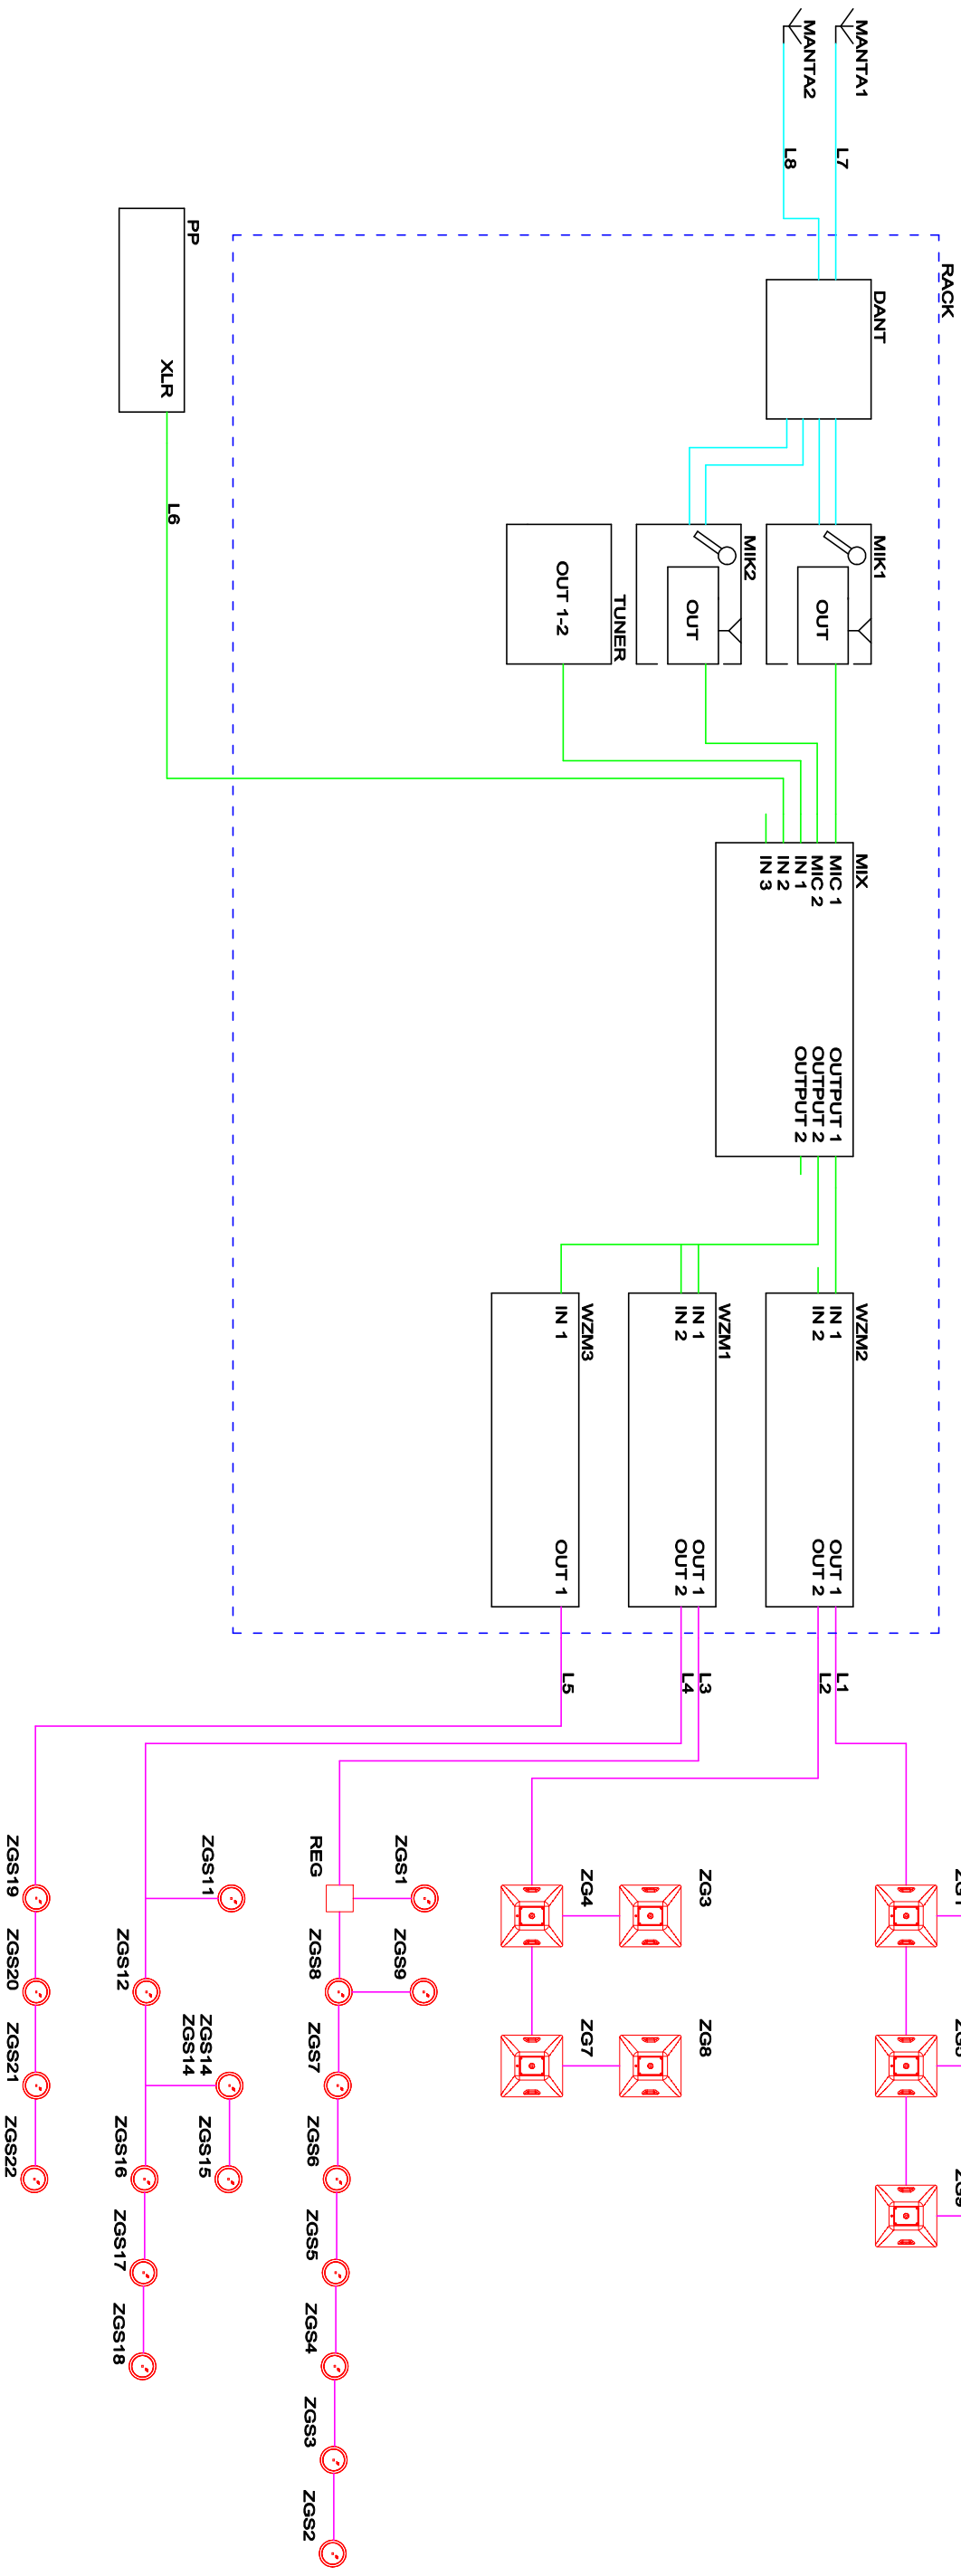 MANTA1
MANTA2
L7
L8
RACK
DANT
PP
XLR
L6
MIK1
OUT
MIK2
OUT
TUNER
OUT 1-2
MIX
MIC 1
MIC 2
IN 1
IN 2
IN 3
OUTPUT 1
OUTPUT 2
OUTPUT 2
WZM2
IN 1
IN 2
OUT 1
OUT 2
WZM1
IN 1
IN 2
OUT 1
OUT 2
WZM3
IN 1
OUT 1
L1
L2
L3
L4
L5
ZG3
ZG4
ZG8
ZG7
ZGS1
REG
ZGS9
ZGS8
ZGS7
ZGS6
ZGS5
ZGS4
ZGS3
ZGS2
ZGS11
ZGS12
ZGS14
ZGS14
ZGS15
ZGS16
ZGS17
ZGS18
ZGS19
ZGS20
ZGS21
ZGS22